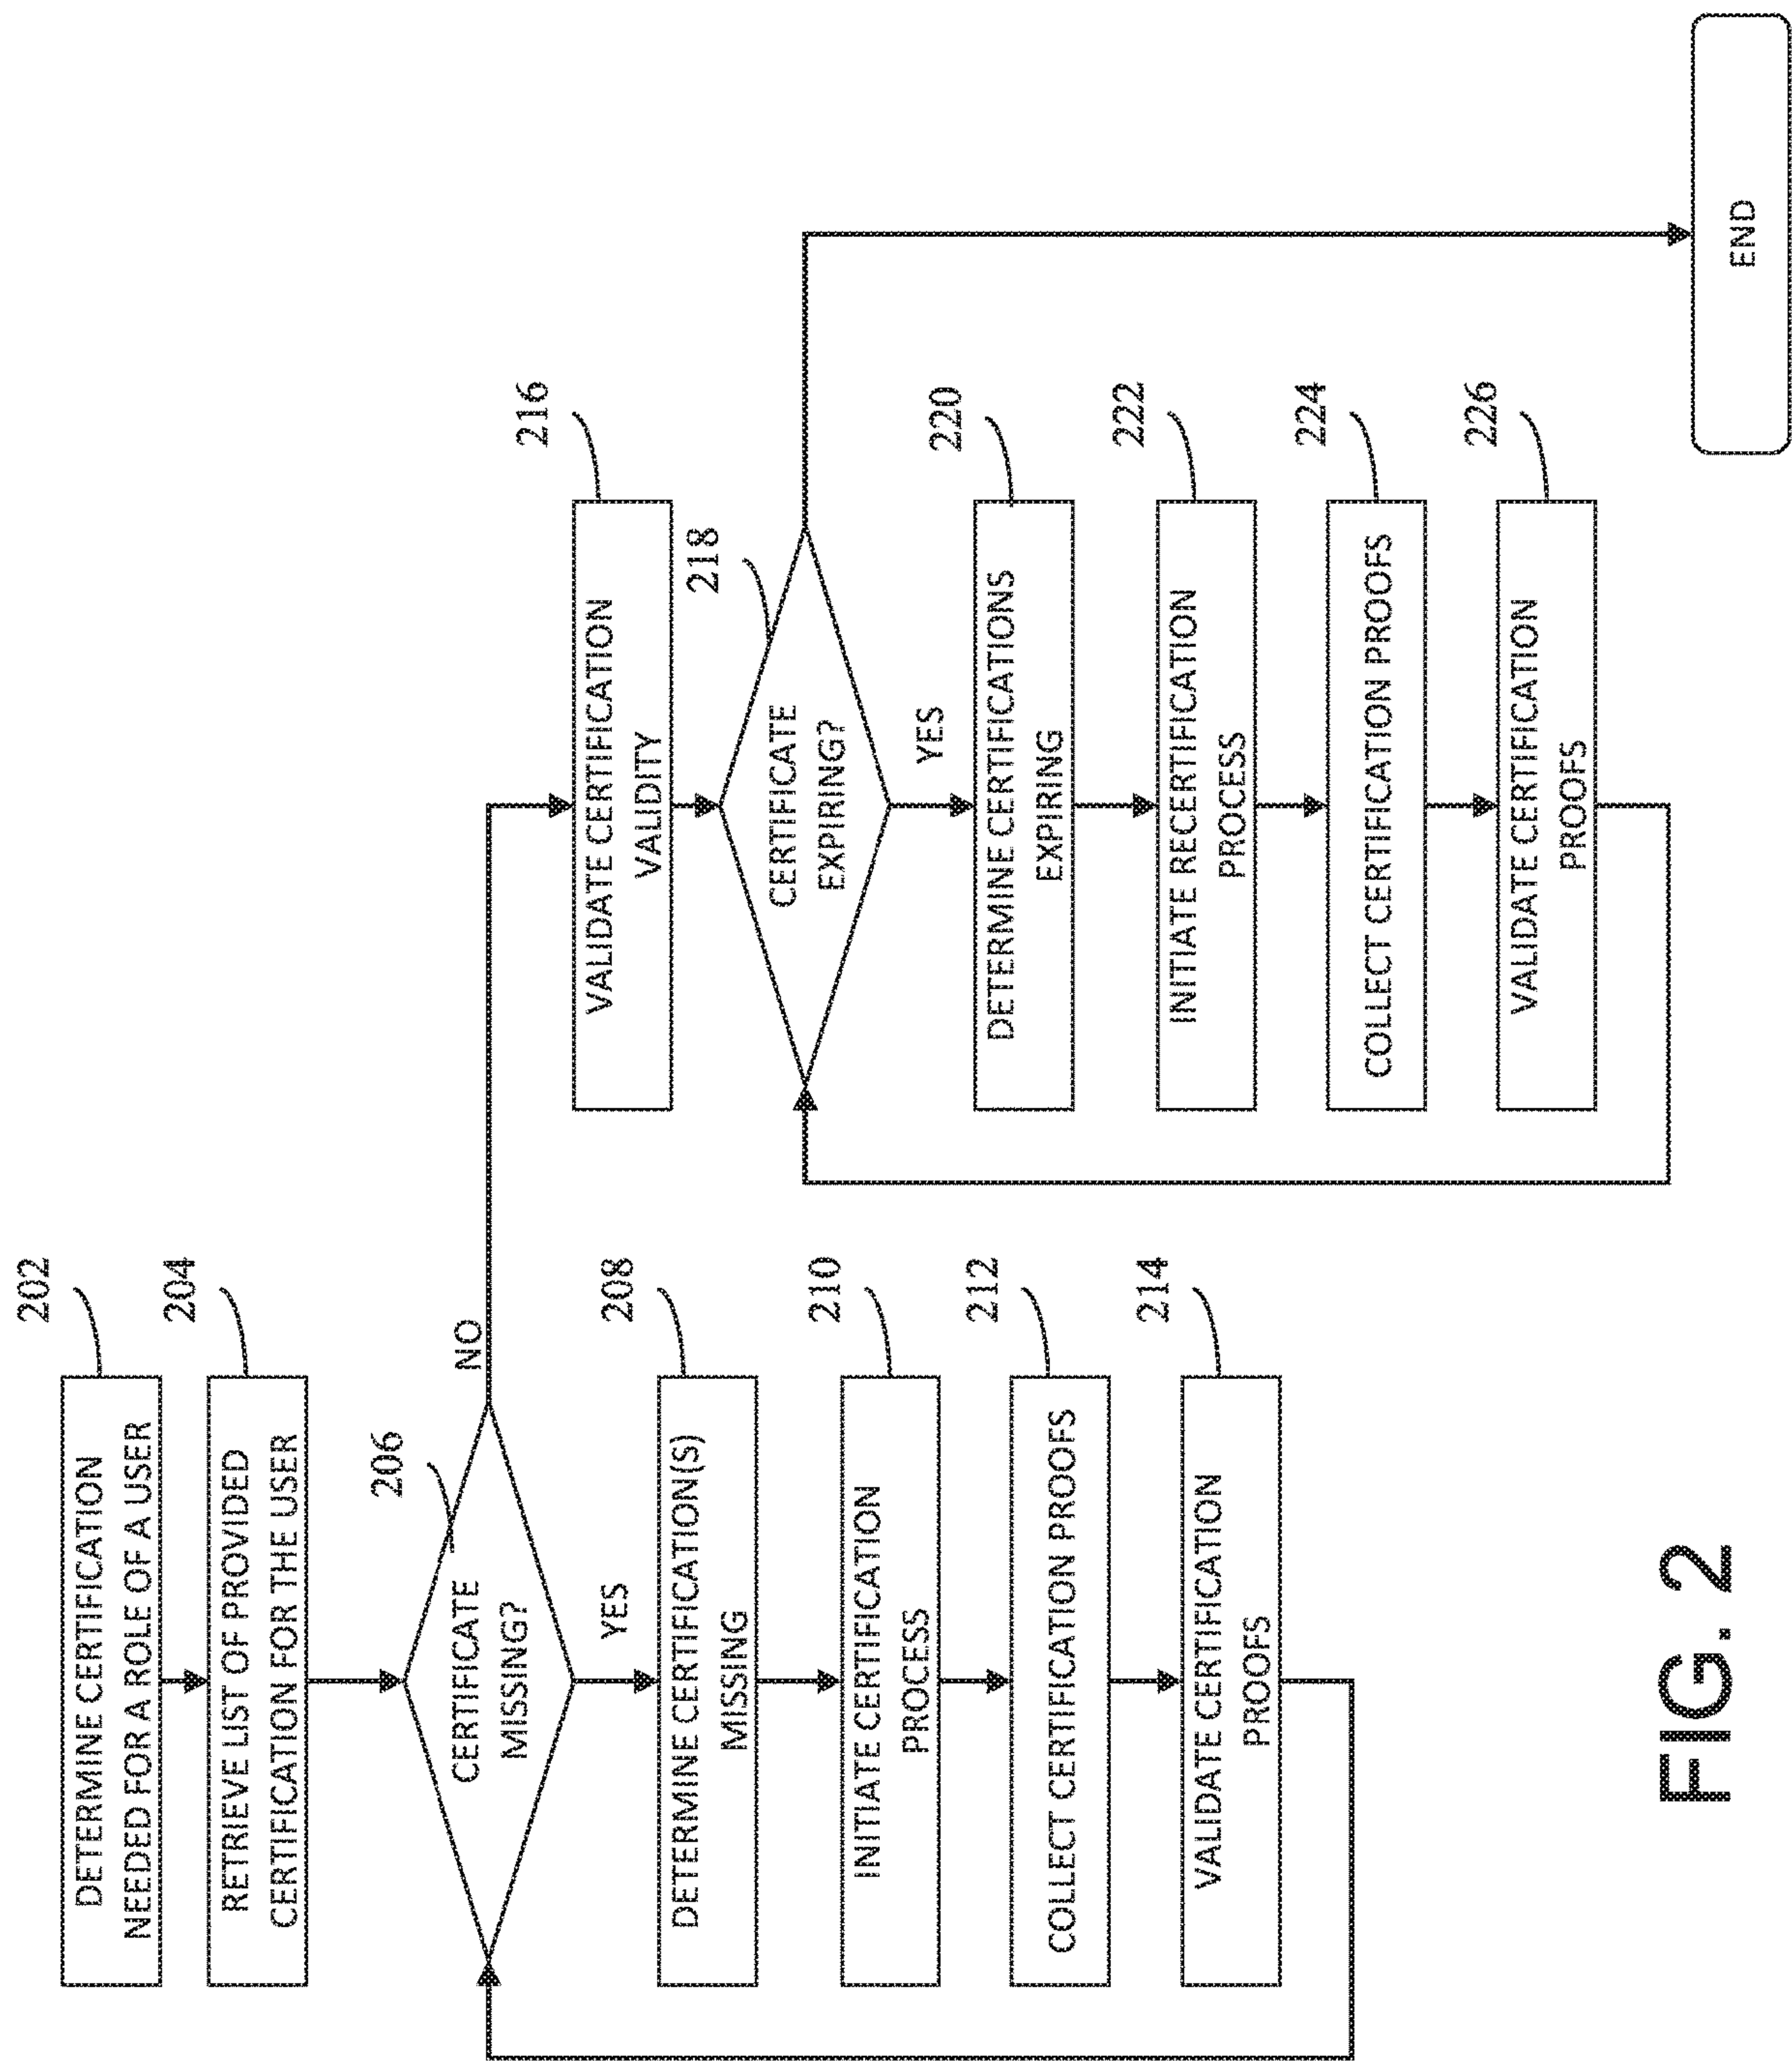 202
DETERMINE CERTIFICATION
NEEDED FOR A ROLE OF A USER
204
RETRIEVE LIST OF PROVIDED
CERTIFICATION FOR THE USER
206
CERTIFICATE
MISSING?
NO
YES
208
DETERMINE CERTIFICATION(S)
MISSING
210
INITIATE CERTIFICATION
PROCESS
212
COLLECT CERTIFICATION PROOFS
214
VALIDATE CERTIFICATION
PROOFS
216
VALIDATE CERTIFICATION
VALIDITY
218
CERTIFICATE
EXPIRING?
YES
220
DETERMINE CERTIFICATIONS
EXPIRING
222
INITIATE RECERTIFICATION
PROCESS
224
COLLECT CERTIFICATION PROOFS
226
VALIDATE CERTIFICATION
PROOFS
END
FIG. 2